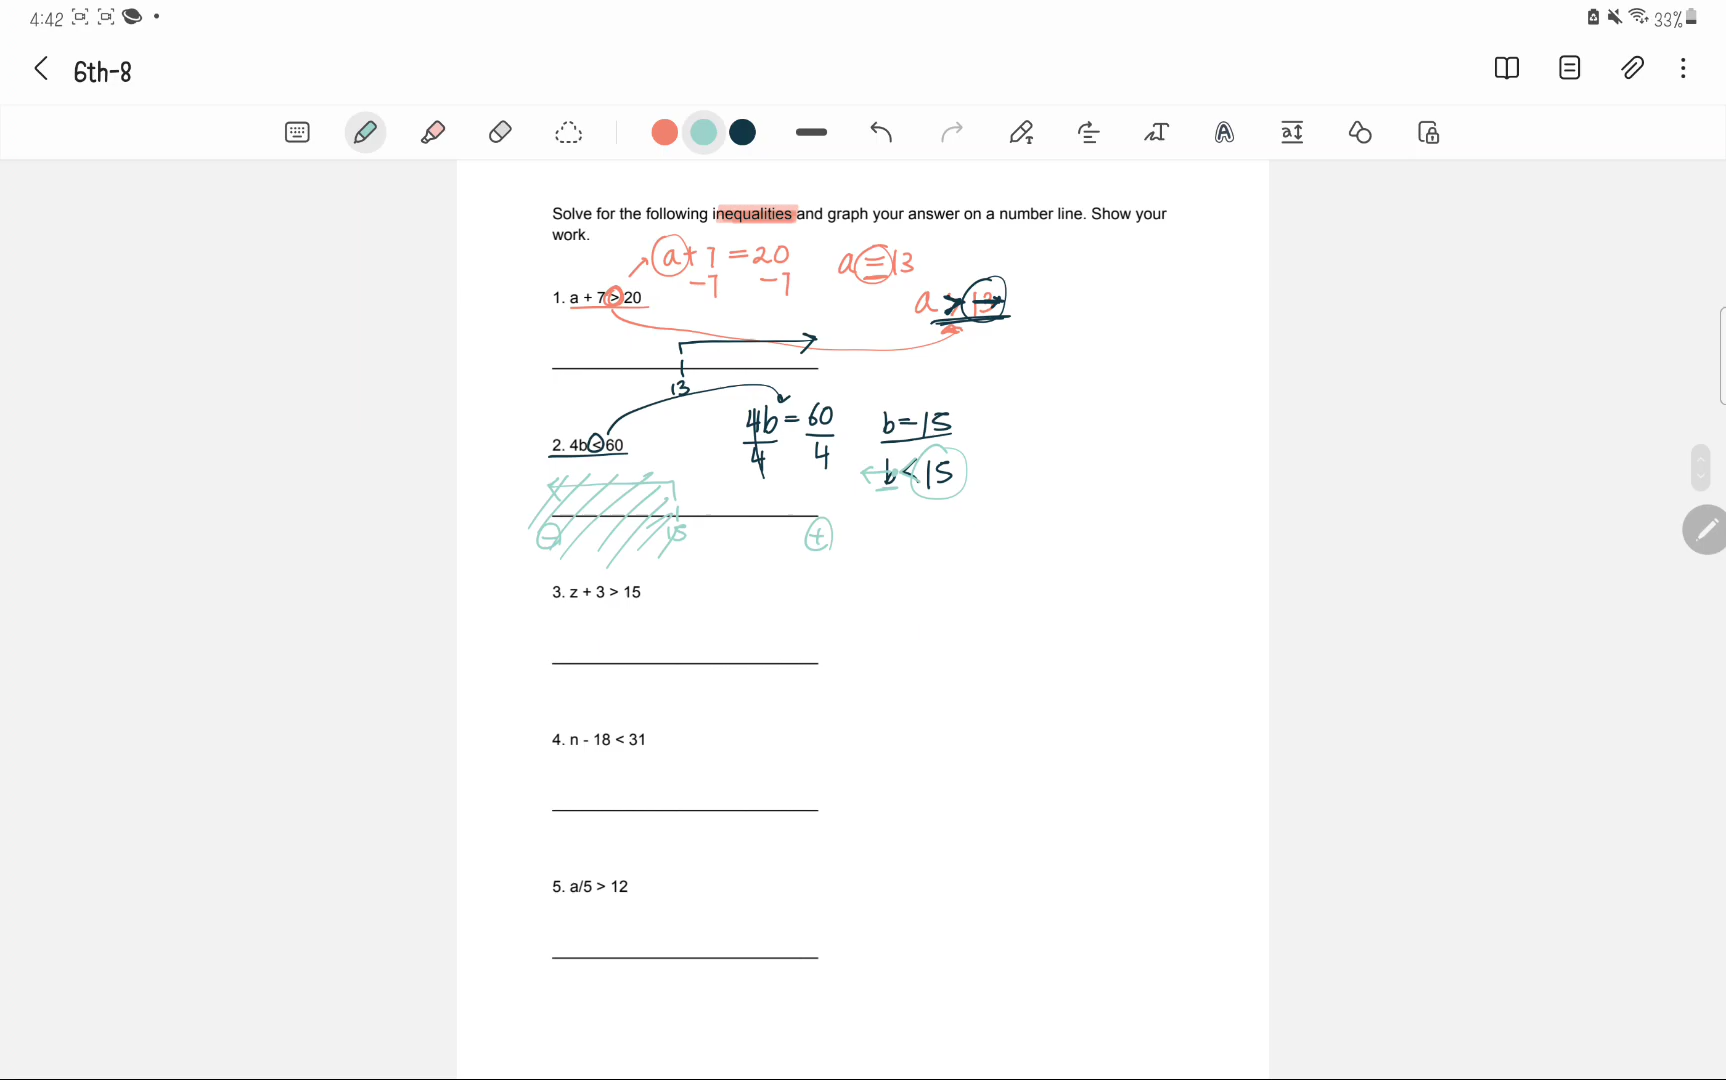 4:42
33%
6th-8
Solve for the following inequalities and graph your answer on a number line. Show your
work.
a + 7 = 20
-7 -7
a = 13
1. a + 7 > 20
a > 13
13
4b = 60
4 4
b = 15
2. 4b < 60
b < 15
- 15 +
3. z + 3 > 15
4. n - 18 < 31
5. a/5 > 12